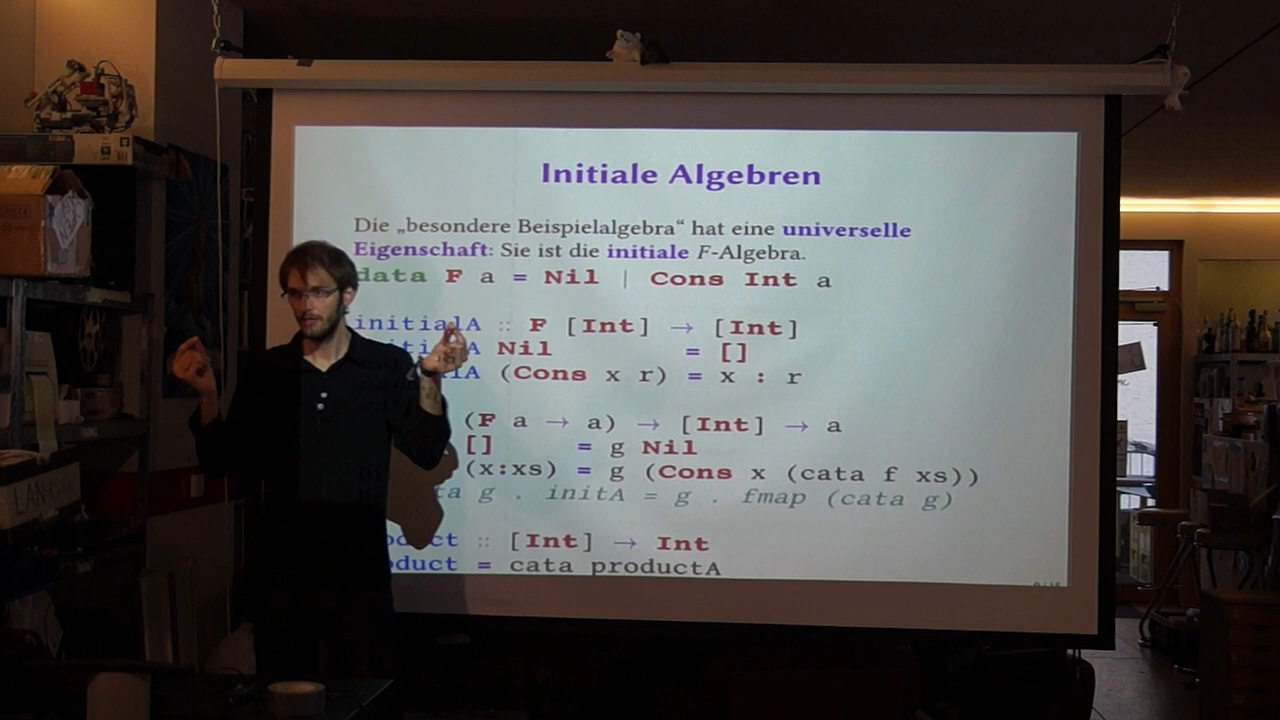 Initiale Algebren
Die „besondere Beispielalgebra“ hat eine universelle
Eigenschaft: Sie ist die initiale F-Algebra.
data F a = Nil | Cons Int a
initialA :: F [Int] → [Int]
Nil = []
(Cons x r) = x : r
(F a → a) → [Int] → a
[] = g Nil
(x:xs) = g (Cons x (cata f xs))
g . initA = g . fmap (cata g)
:: [Int] → Int
= cata productA
LAN